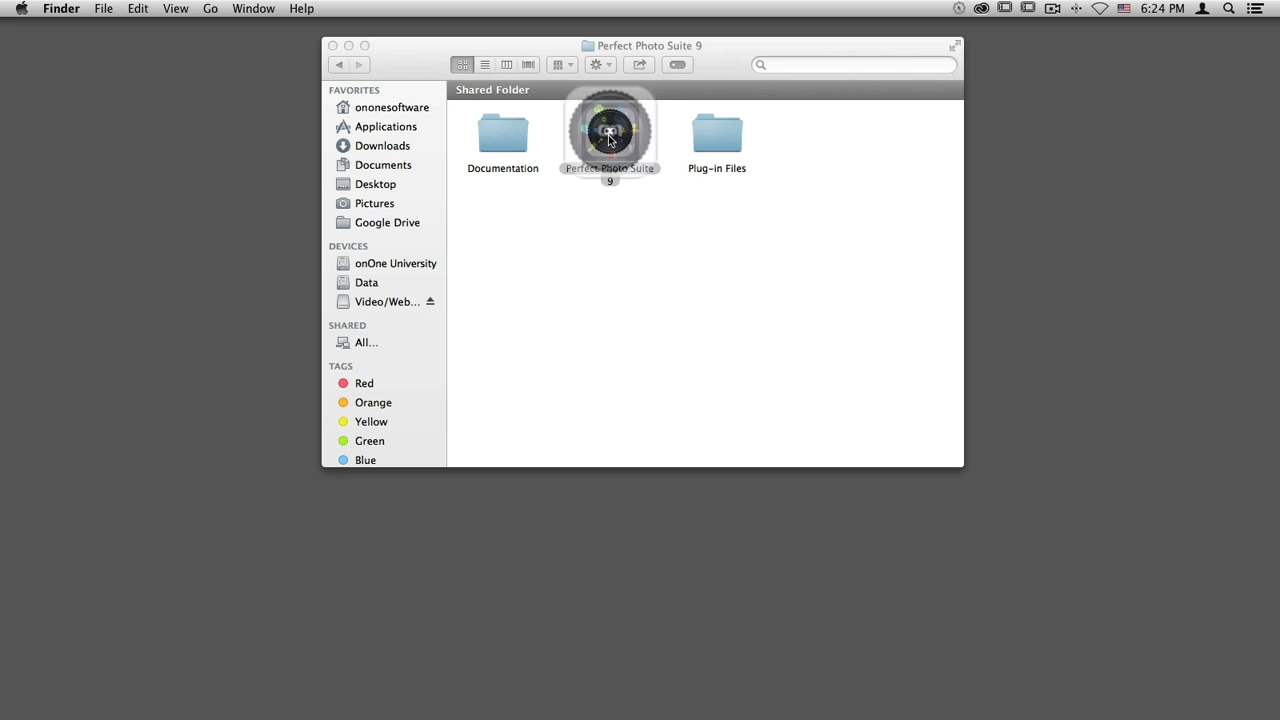 Finder File Edit View Go Window Help 6:24 PM
Perfect Photo Suite 9
FAVORITES
ononesoftware
Applications
Downloads
Documents
Desktop
Pictures
Google Drive
DEVICES
onOne University
Data
Video/Web...
SHARED
All...
TAGS
Red
Orange
Yellow
Green
Blue
Shared Folder
Documentation
Perfect Photo Suite
9
Plug-in Files